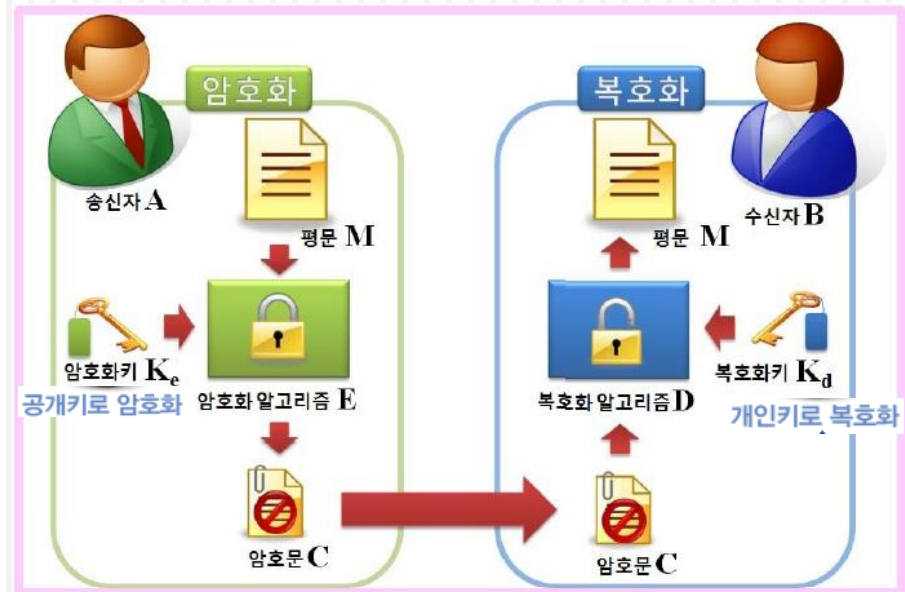 암호화
송신자 A
평문 M
암호화키 Ke
공개키로 암호화
암호화 알고리즘 E
암호문 C
복호화
수신자 B
평문 M
복호화키 Kd
개인키로 복호화
복호화 알고리즘 D
암호문 C